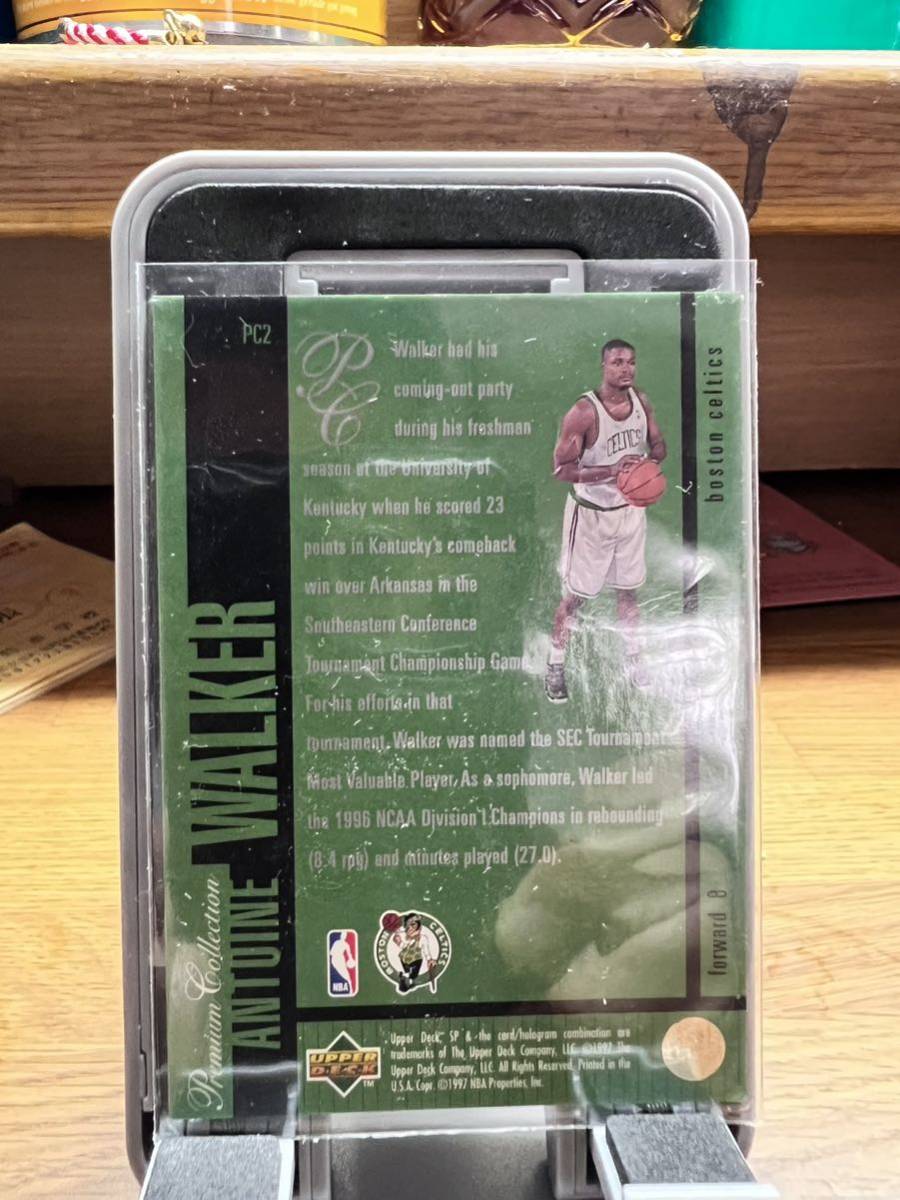 PC2
PC
Walker had his
coming-out party
during his freshman
season at the University of
Kentucky when he scored 23
points in Kentucky's comeback
win over Arkansas in the
Southeastern Conference
Tournament Championship Game.
For his efforts in that
tournament, Walker was named the SEC Tournament
Most Valuable Player. As a sophomore, Walker led
the 1996 NCAA Division I Champions in rebounding
(8.4 rpg) and minutes played (27.0).
CELTICS
boston celtics
forward 8
Premium Collection
ANTOINE WALKER
NBA
BOSTON CELTICS
UPPER
DECK
TM
Upper Deck, SP & the card/hologram combination are
trademarks of The Upper Deck Company, LLC. ©1997 The
Upper Deck Company, LLC. All Rights Reserved. Printed in the
U.S.A. Copr. ©1997 NBA Properties, Inc.